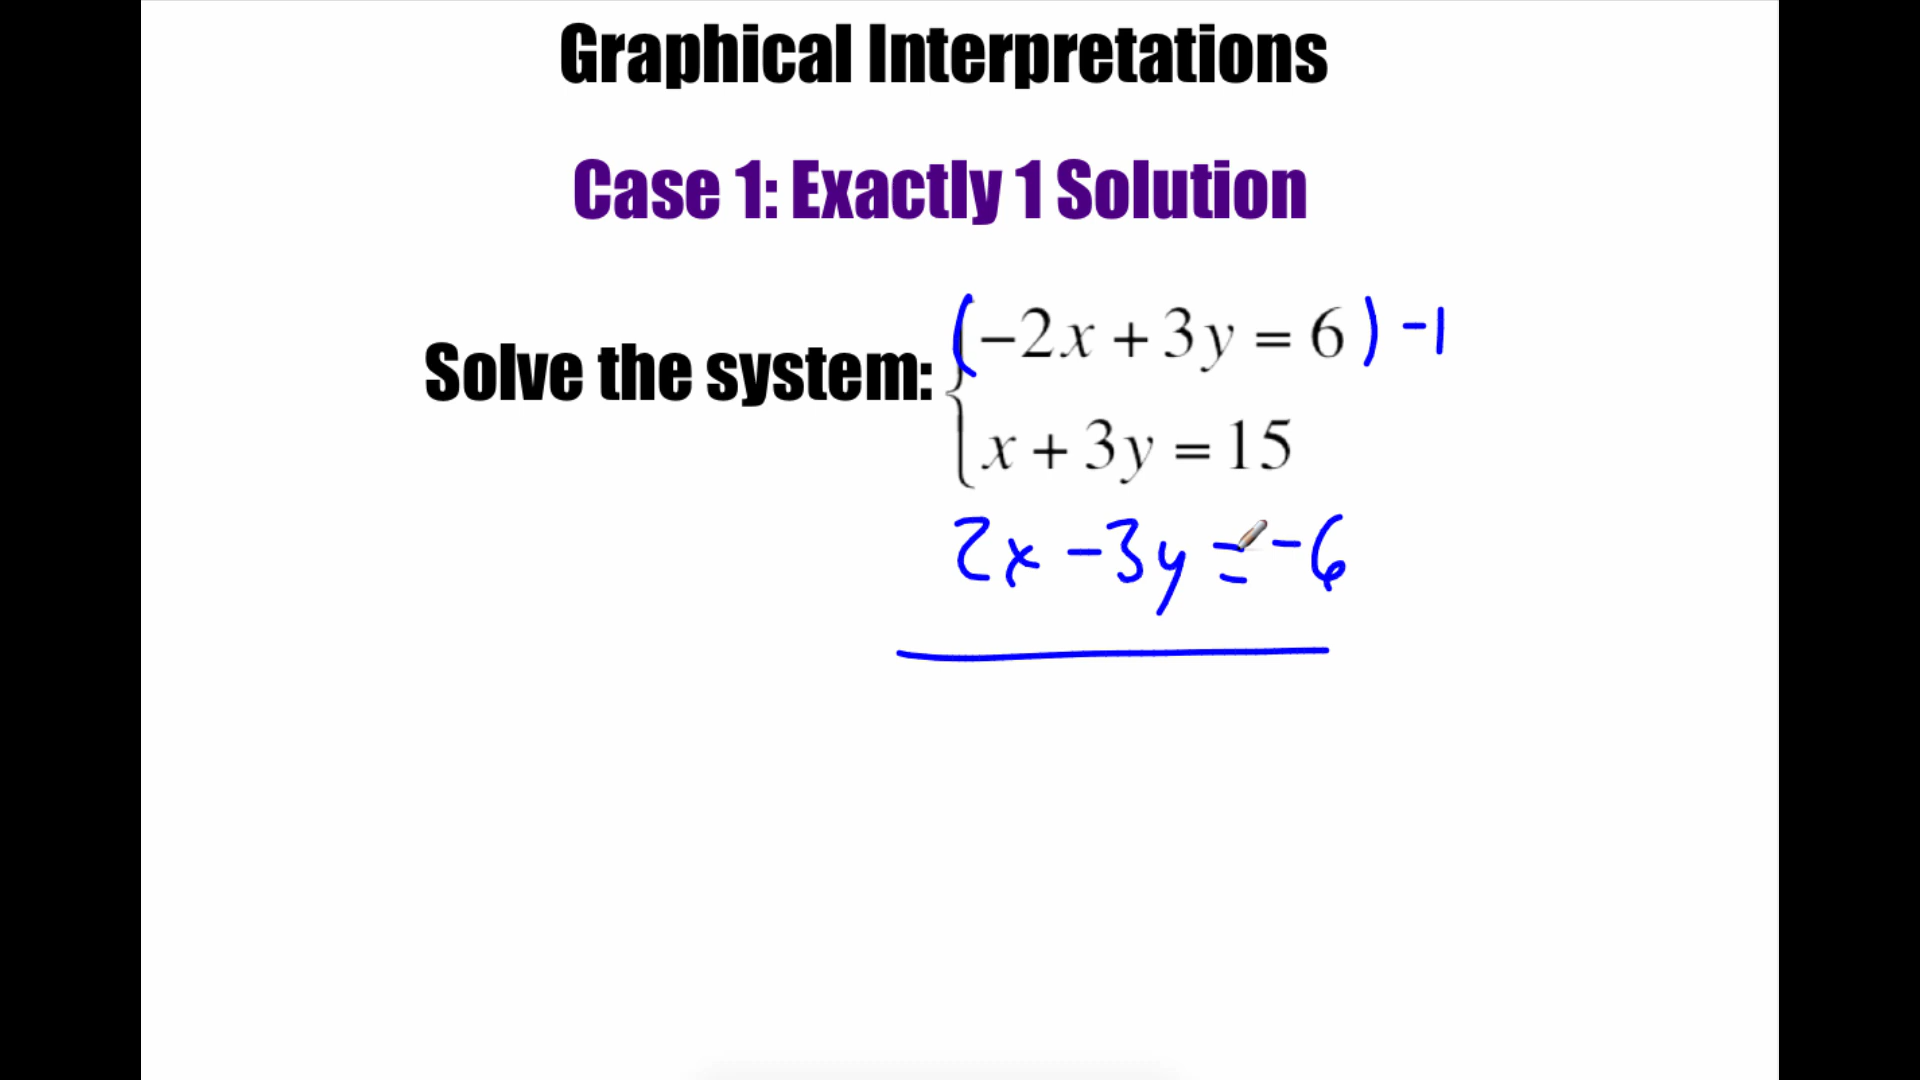 Graphical Interpretations
Case 1: Exactly 1 Solution
(-2x + 3y = 6) -1
Solve the system:
x + 3y = 15
2x - 3y = -6